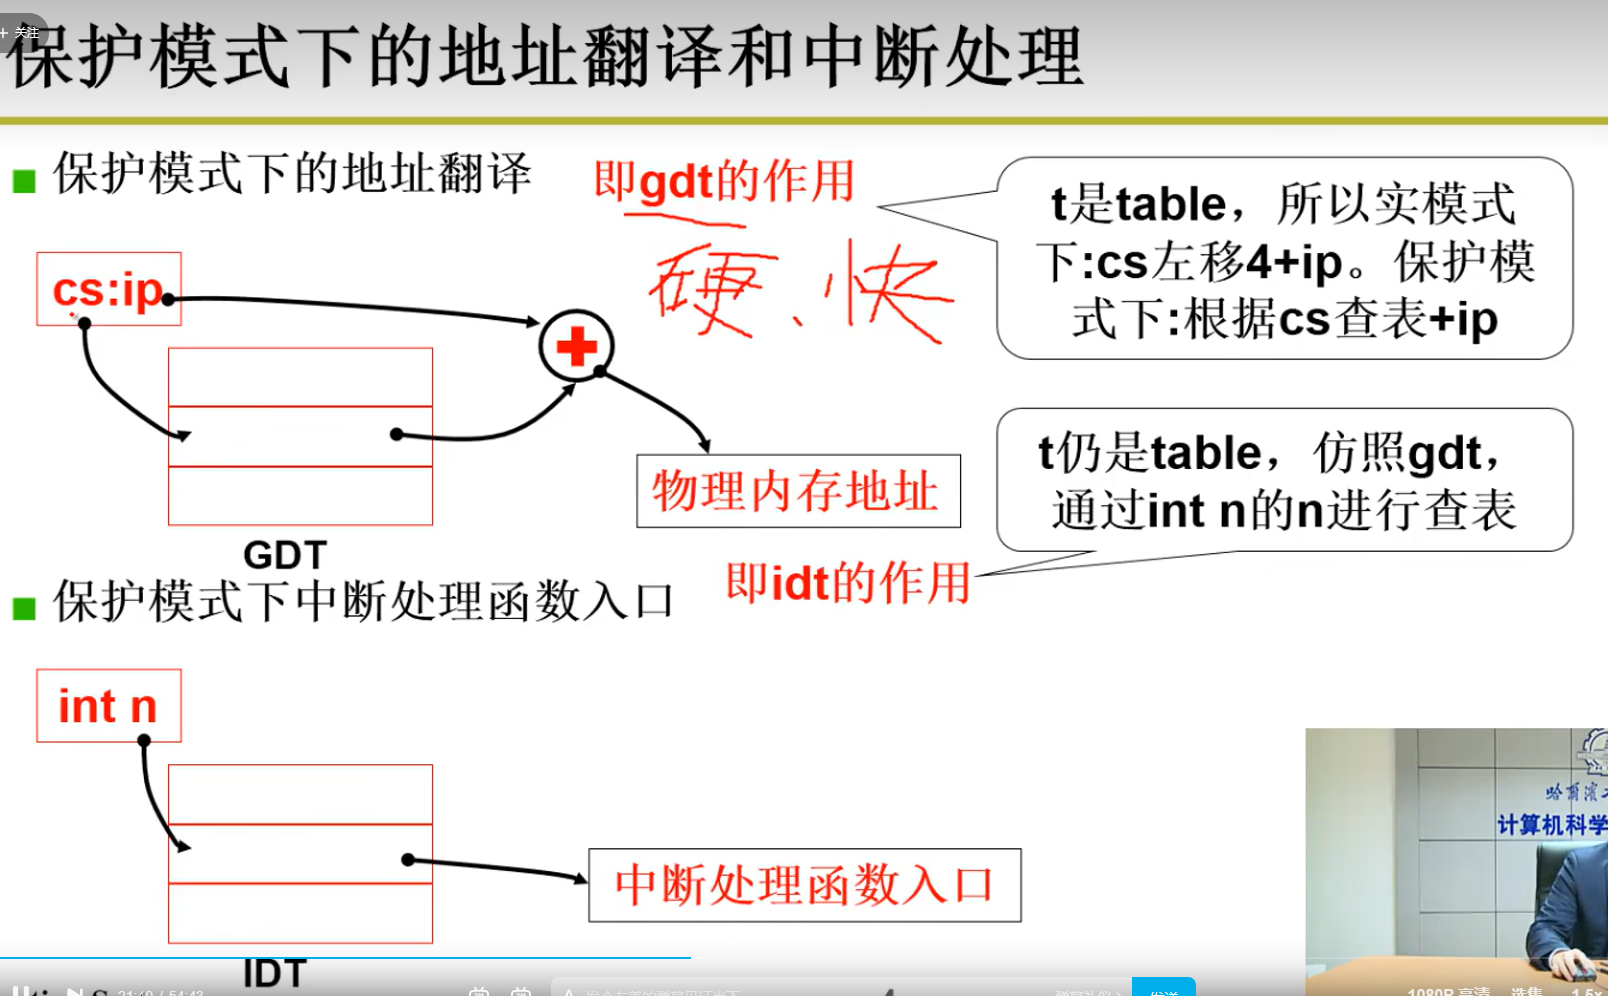 + 关注
保护模式下的地址翻译和中断处理
保护模式下的地址翻译
即gdt的作用
硬、快
t是table，所以实模式
下:cs左移4+ip。保护模
式下:根据cs查表+ip
cs:ip
物理内存地址
GDT
t仍是table，仿照gdt，
通过int n的n进行查表
保护模式下中断处理函数入口
即idt的作用
int n
中断处理函数入口
IDT
哈爾濱
计算机科学
21:40 / 54:43
弹幕礼仪
发送
1080P 高清
选集
1.5x